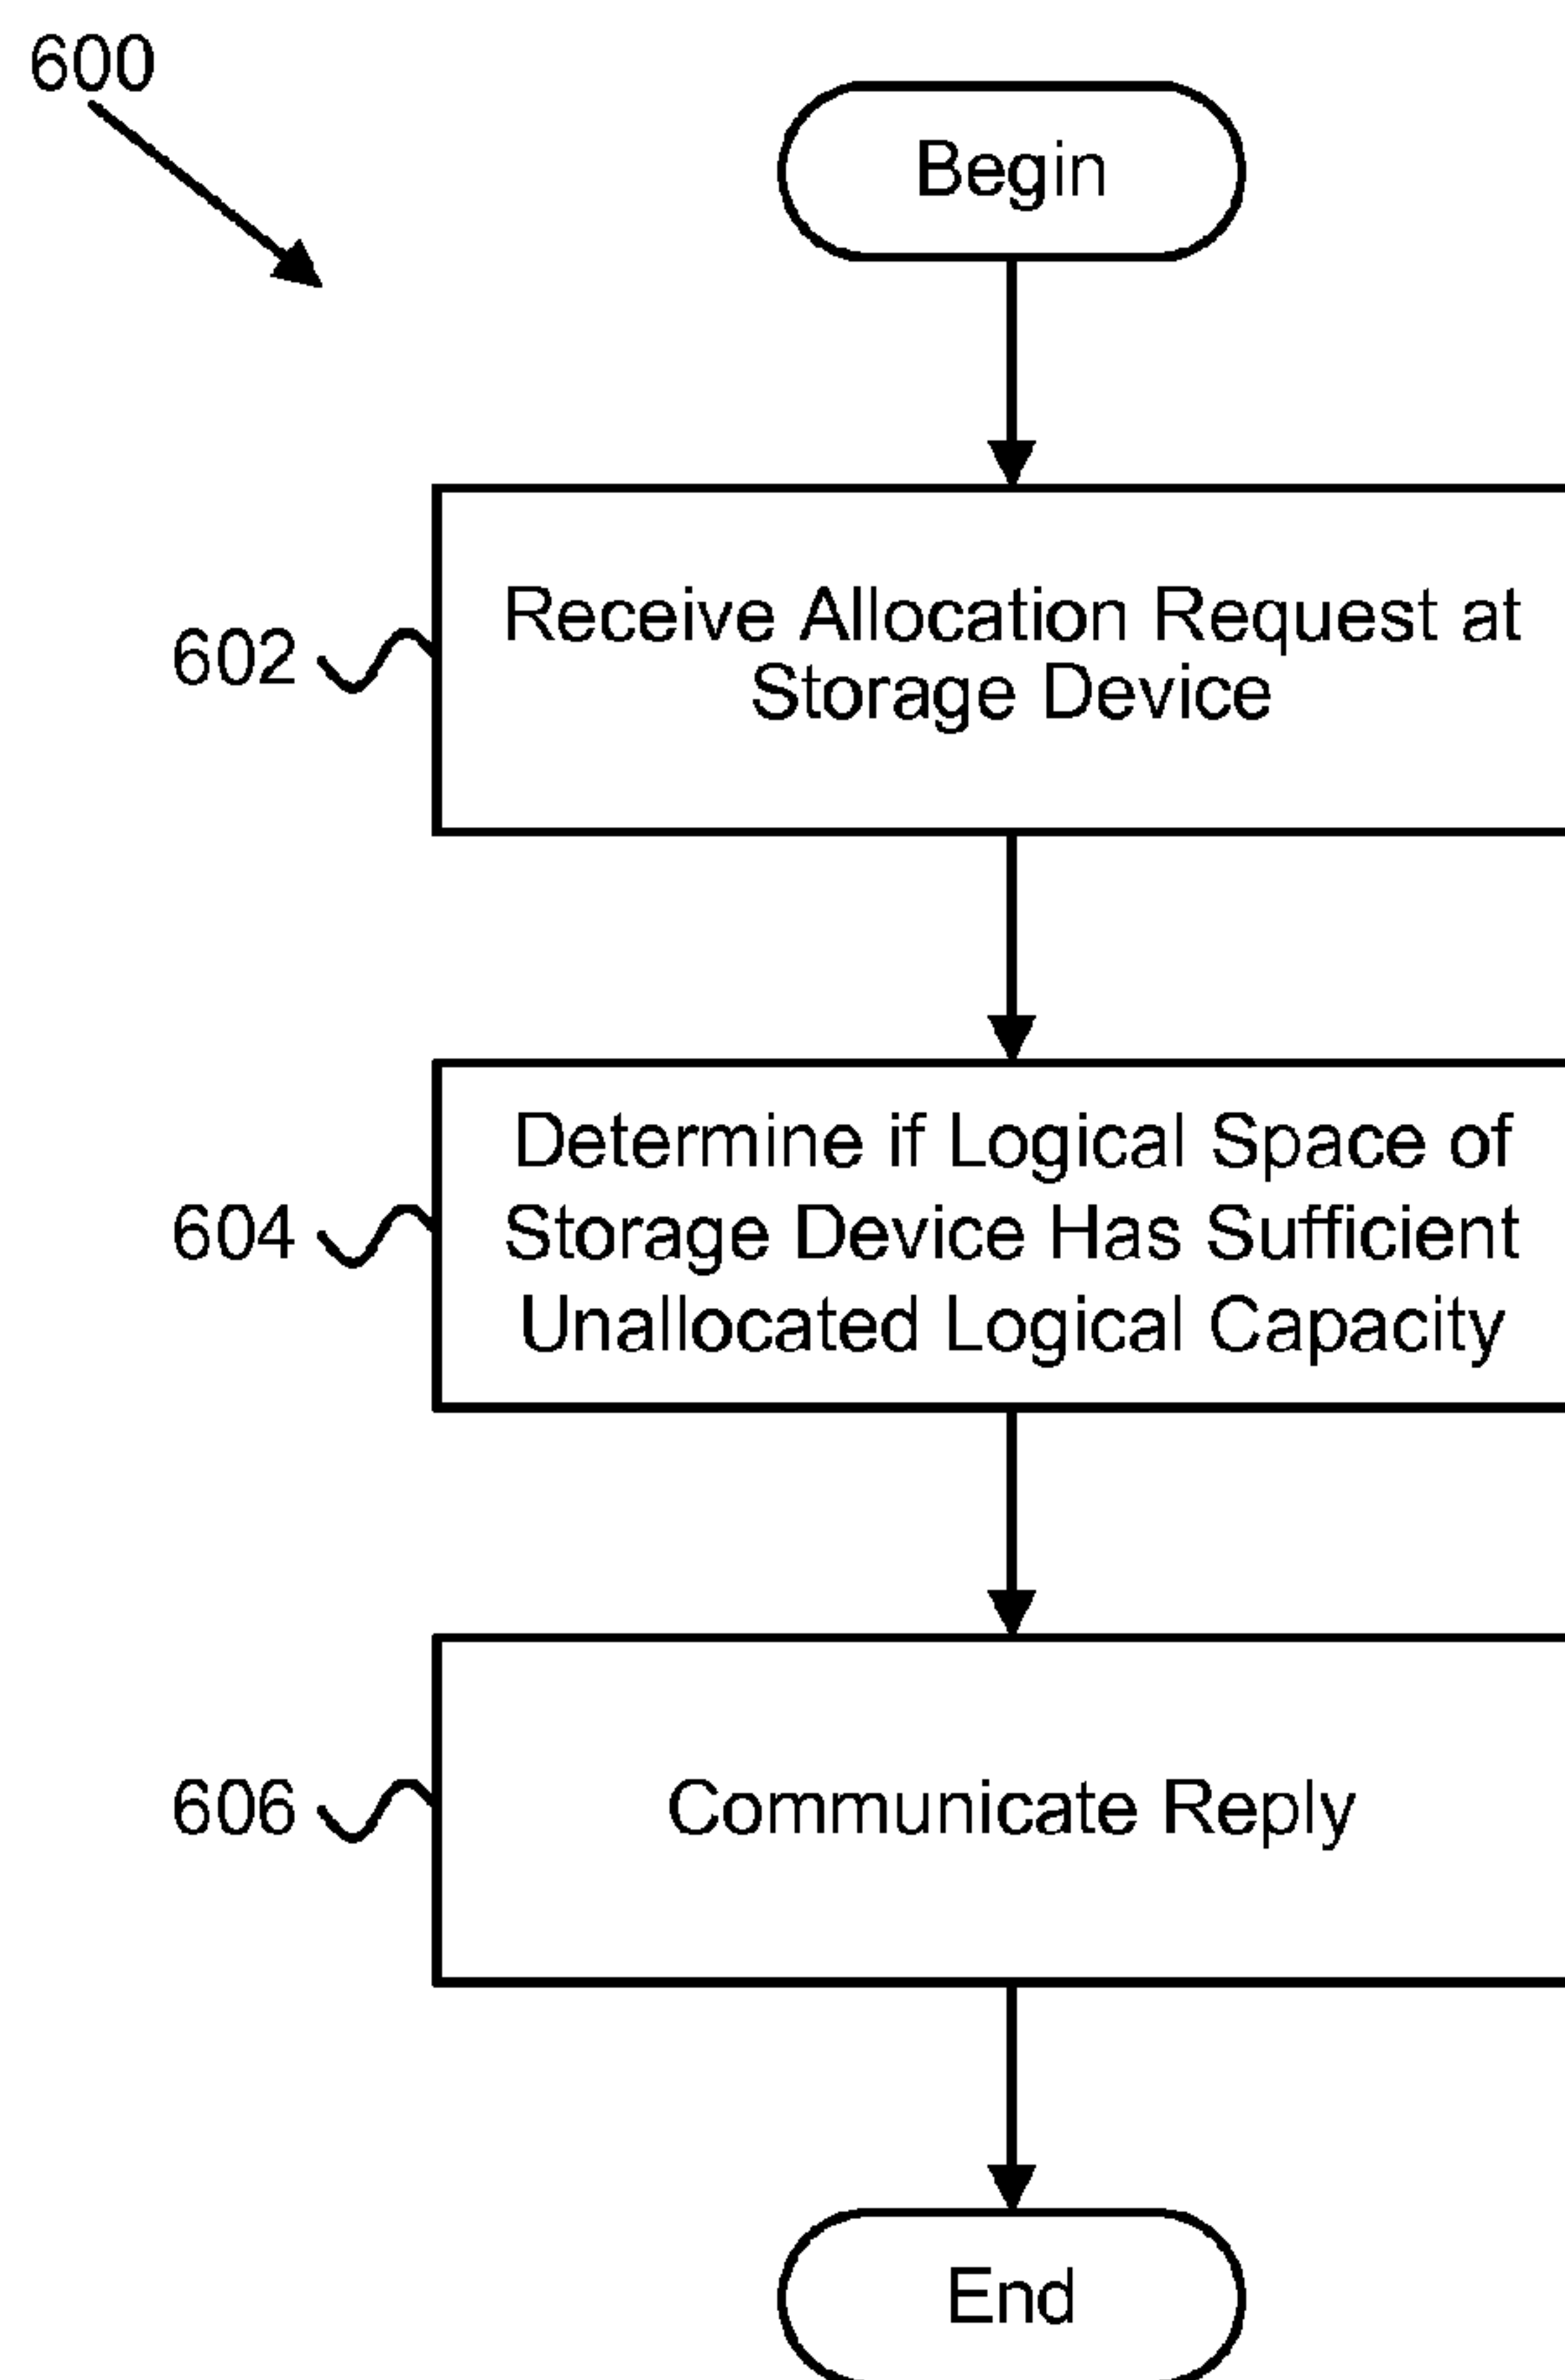 600
Begin
602
Receive Allocation Request at
Storage Device
604
Determine if Logical Space of
Storage Device Has Sufficient
Unallocated Logical Capacity
606
Communicate Reply
End